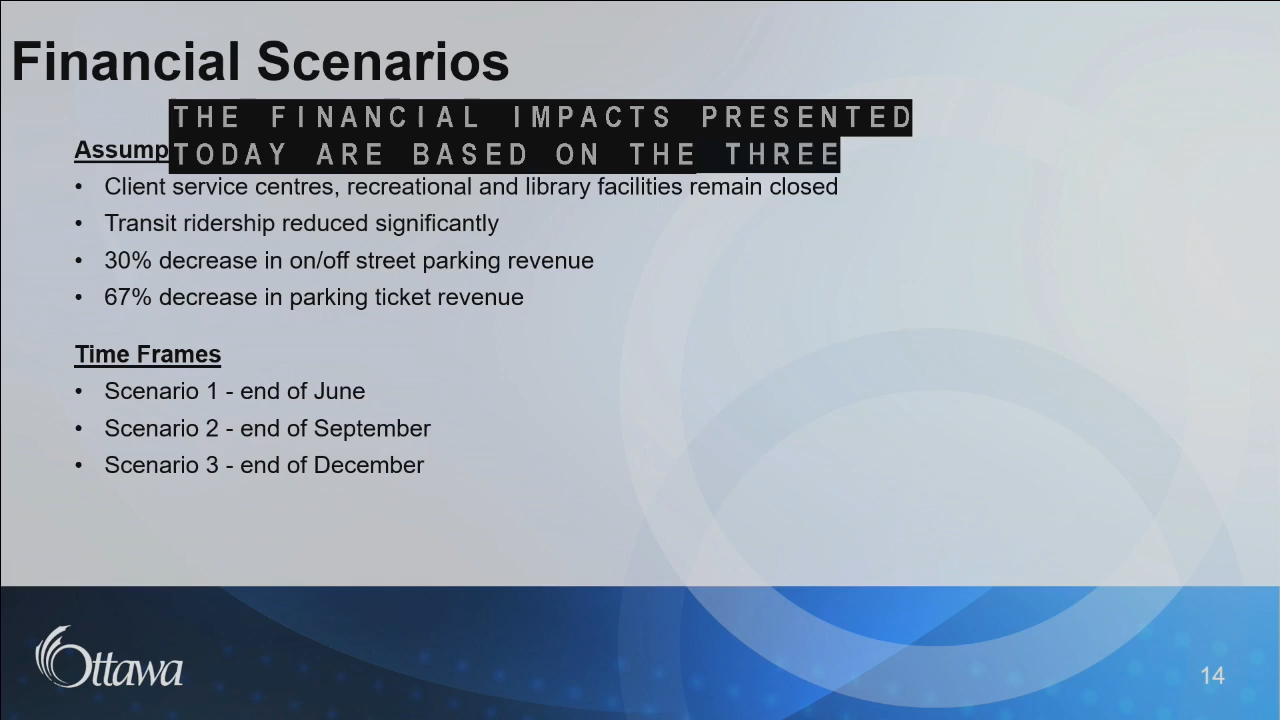 Financial Scenarios
THE FINANCIAL IMPACTS PRESENTED
TODAY ARE BASED ON THE THREE
Assump
• Client service centres, recreational and library facilities remain closed
• Transit ridership reduced significantly
• 30% decrease in on/off street parking revenue
• 67% decrease in parking ticket revenue
Time Frames
• Scenario 1 - end of June
• Scenario 2 - end of September
• Scenario 3 - end of December
Ottawa
14